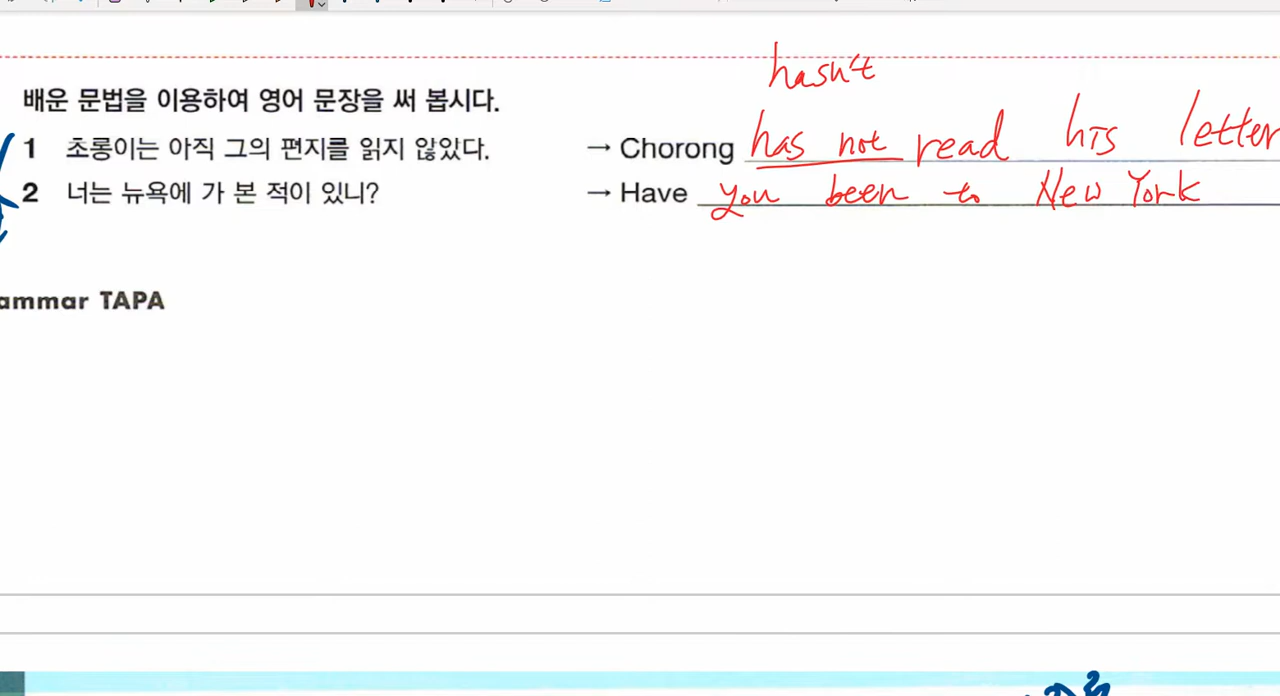 hasn't
배운 문법을 이용하여 영어 문장을 써 봅시다.
1 초롱이는 아직 그의 편지를 읽지 않았다. → Chorong has not read his letter
2 너는 뉴욕에 가 본 적이 있니? → Have you been to New York
ammar TAPA